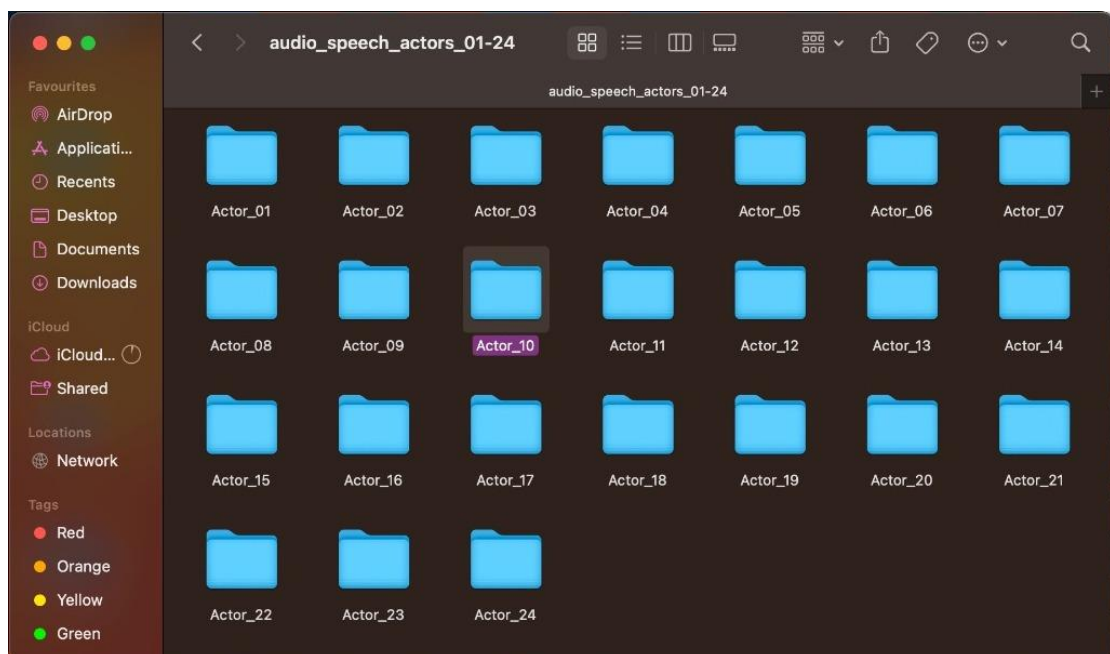 audio_speech_actors_01-24
audio_speech_actors_01-24
Favourites
AirDrop
Applicati...
Recents
Desktop
Documents
Downloads
iCloud
iCloud...
Shared
Locations
Network
Tags
Red
Orange
Yellow
Green
Actor_01 Actor_02 Actor_03 Actor_04 Actor_05 Actor_06 Actor_07
Actor_08 Actor_09 Actor_10 Actor_11 Actor_12 Actor_13 Actor_14
Actor_15 Actor_16 Actor_17 Actor_18 Actor_19 Actor_20 Actor_21
Actor_22 Actor_23 Actor_24